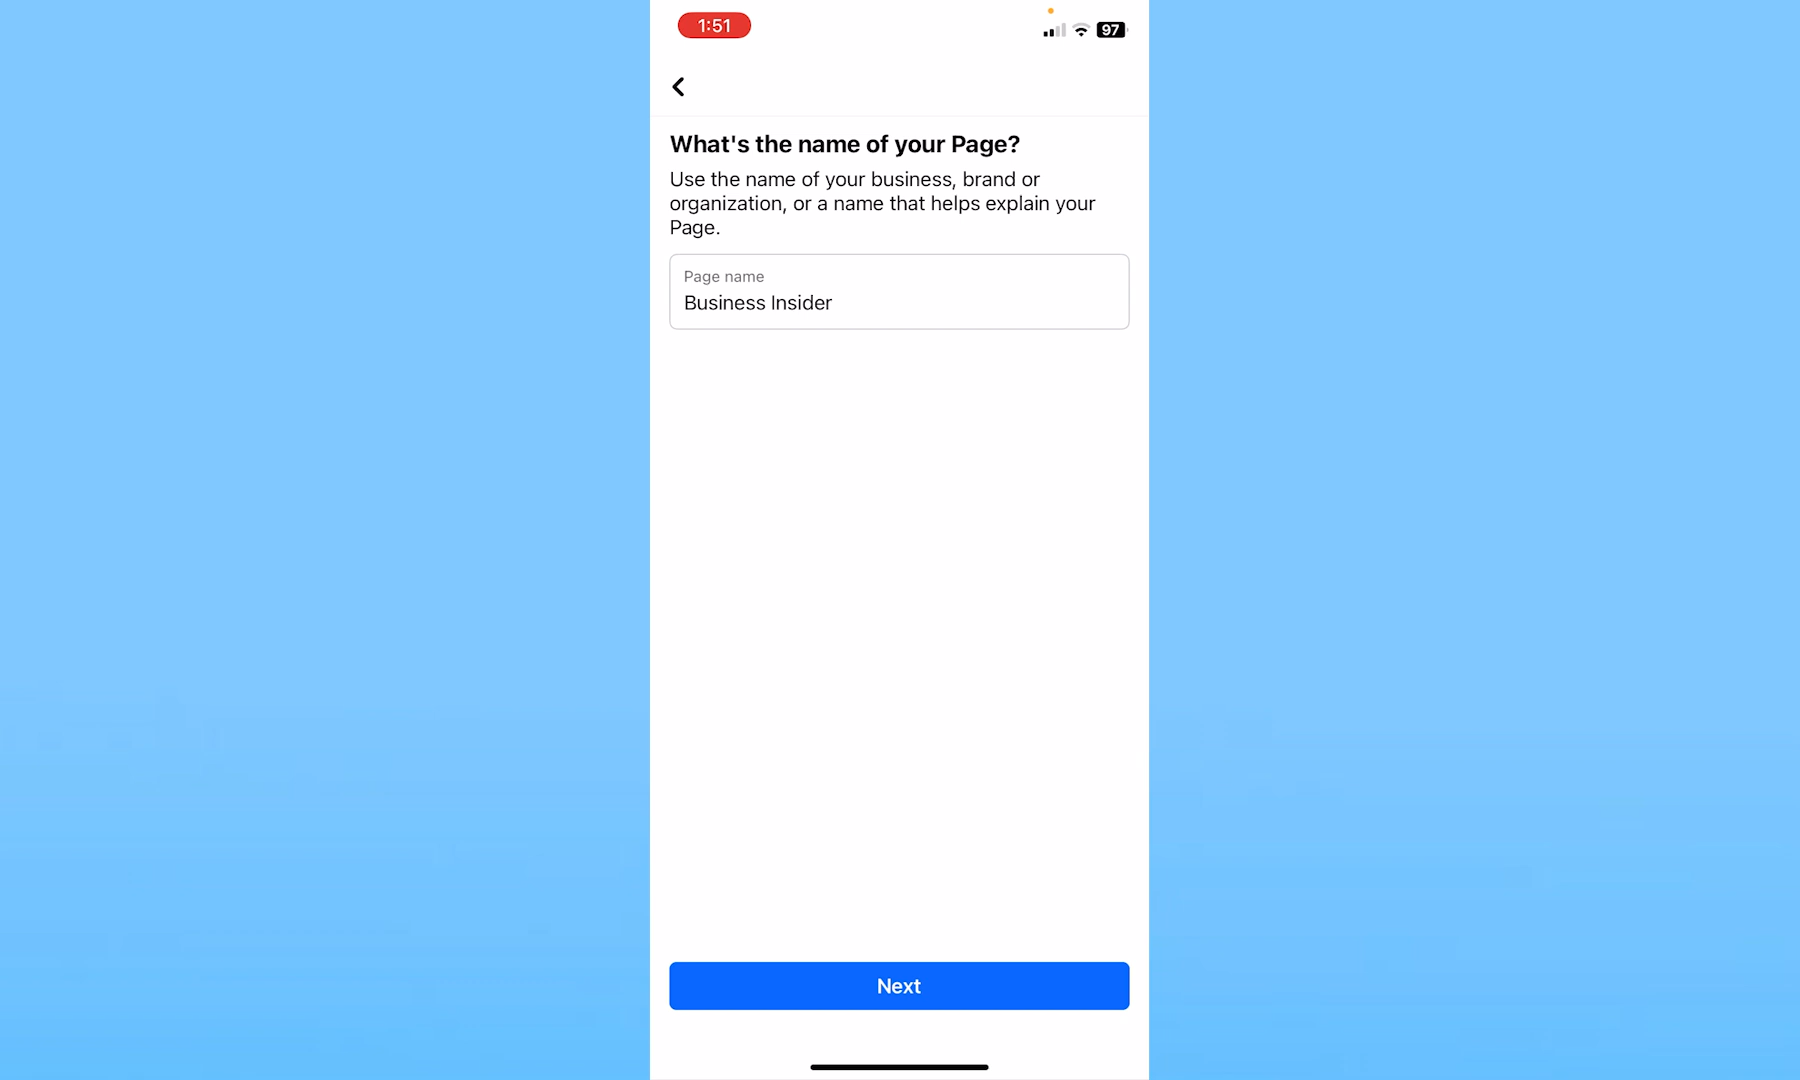 1:51
97
What's the name of your Page?
Use the name of your business, brand or
organization, or a name that helps explain your
Page.
Page name
Business Insider
Next